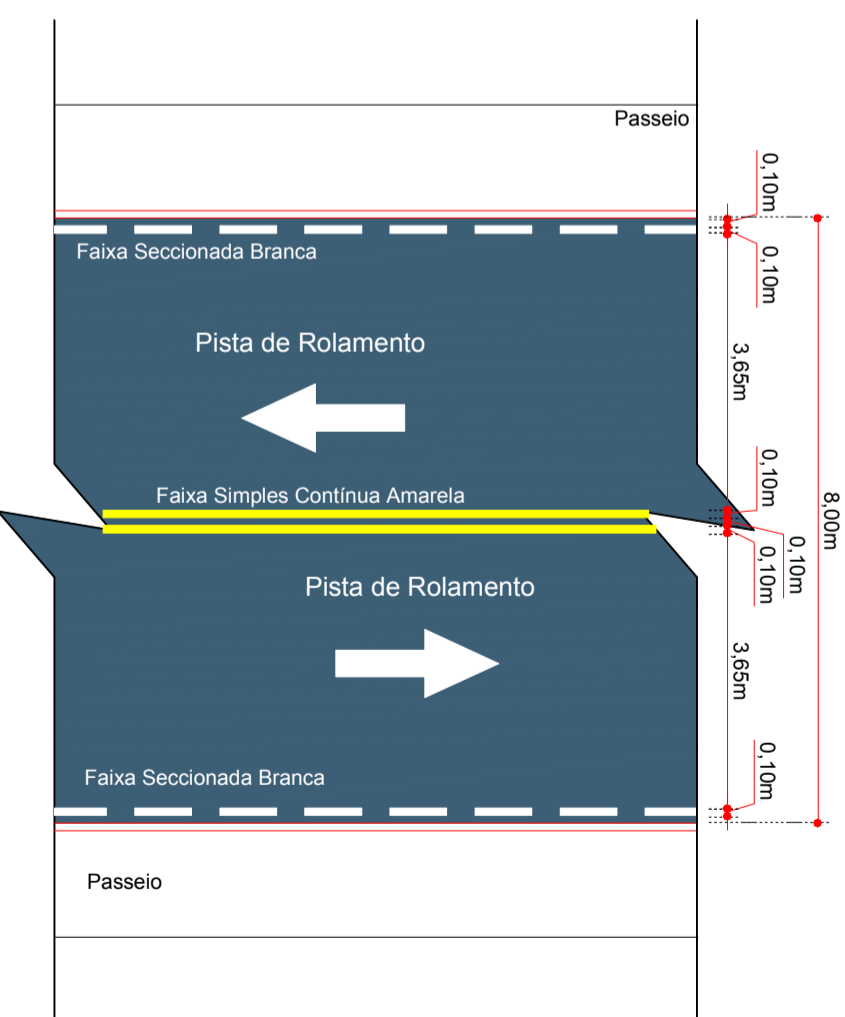 Passeio
0,10m
Faixa Seccionada Branca
0,10m
Pista de Rolamento
3,65m
0,10m
Faixa Simples Contínua Amarela
8,00m
0,10m
0,10m
Pista de Rolamento
3,65m
0,10m
Faixa Seccionada Branca
Passeio